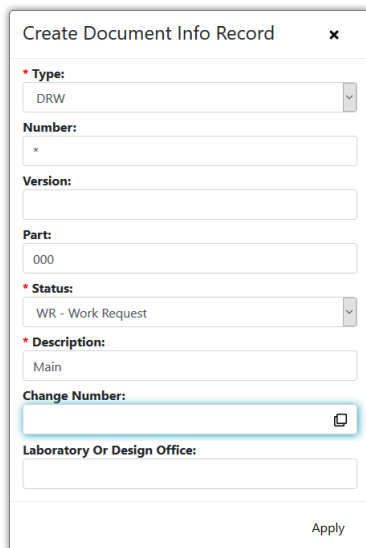 Create Document Info Record ×
* Type:
DRW
Number:
*
Version:
Part:
000
* Status:
WR - Work Request
* Description:
Main
Change Number:
Laboratory Or Design Office:
Apply